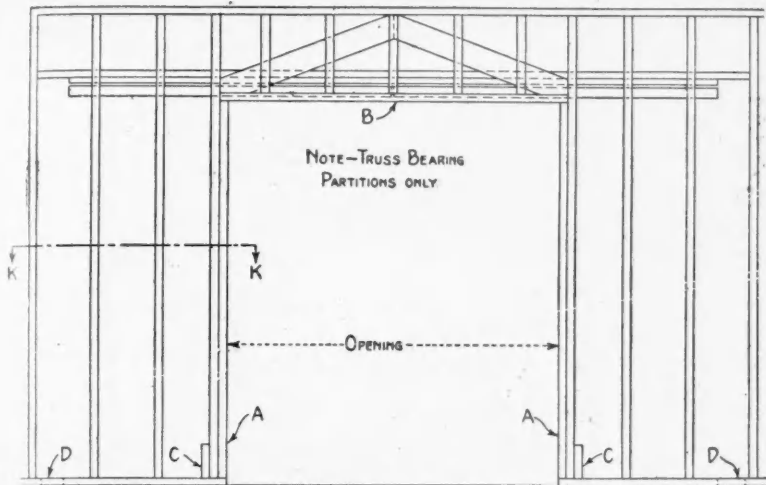 B
NOTE—TRUSS BEARING
PARTITIONS ONLY
K K
OPENING
A A
D C C D